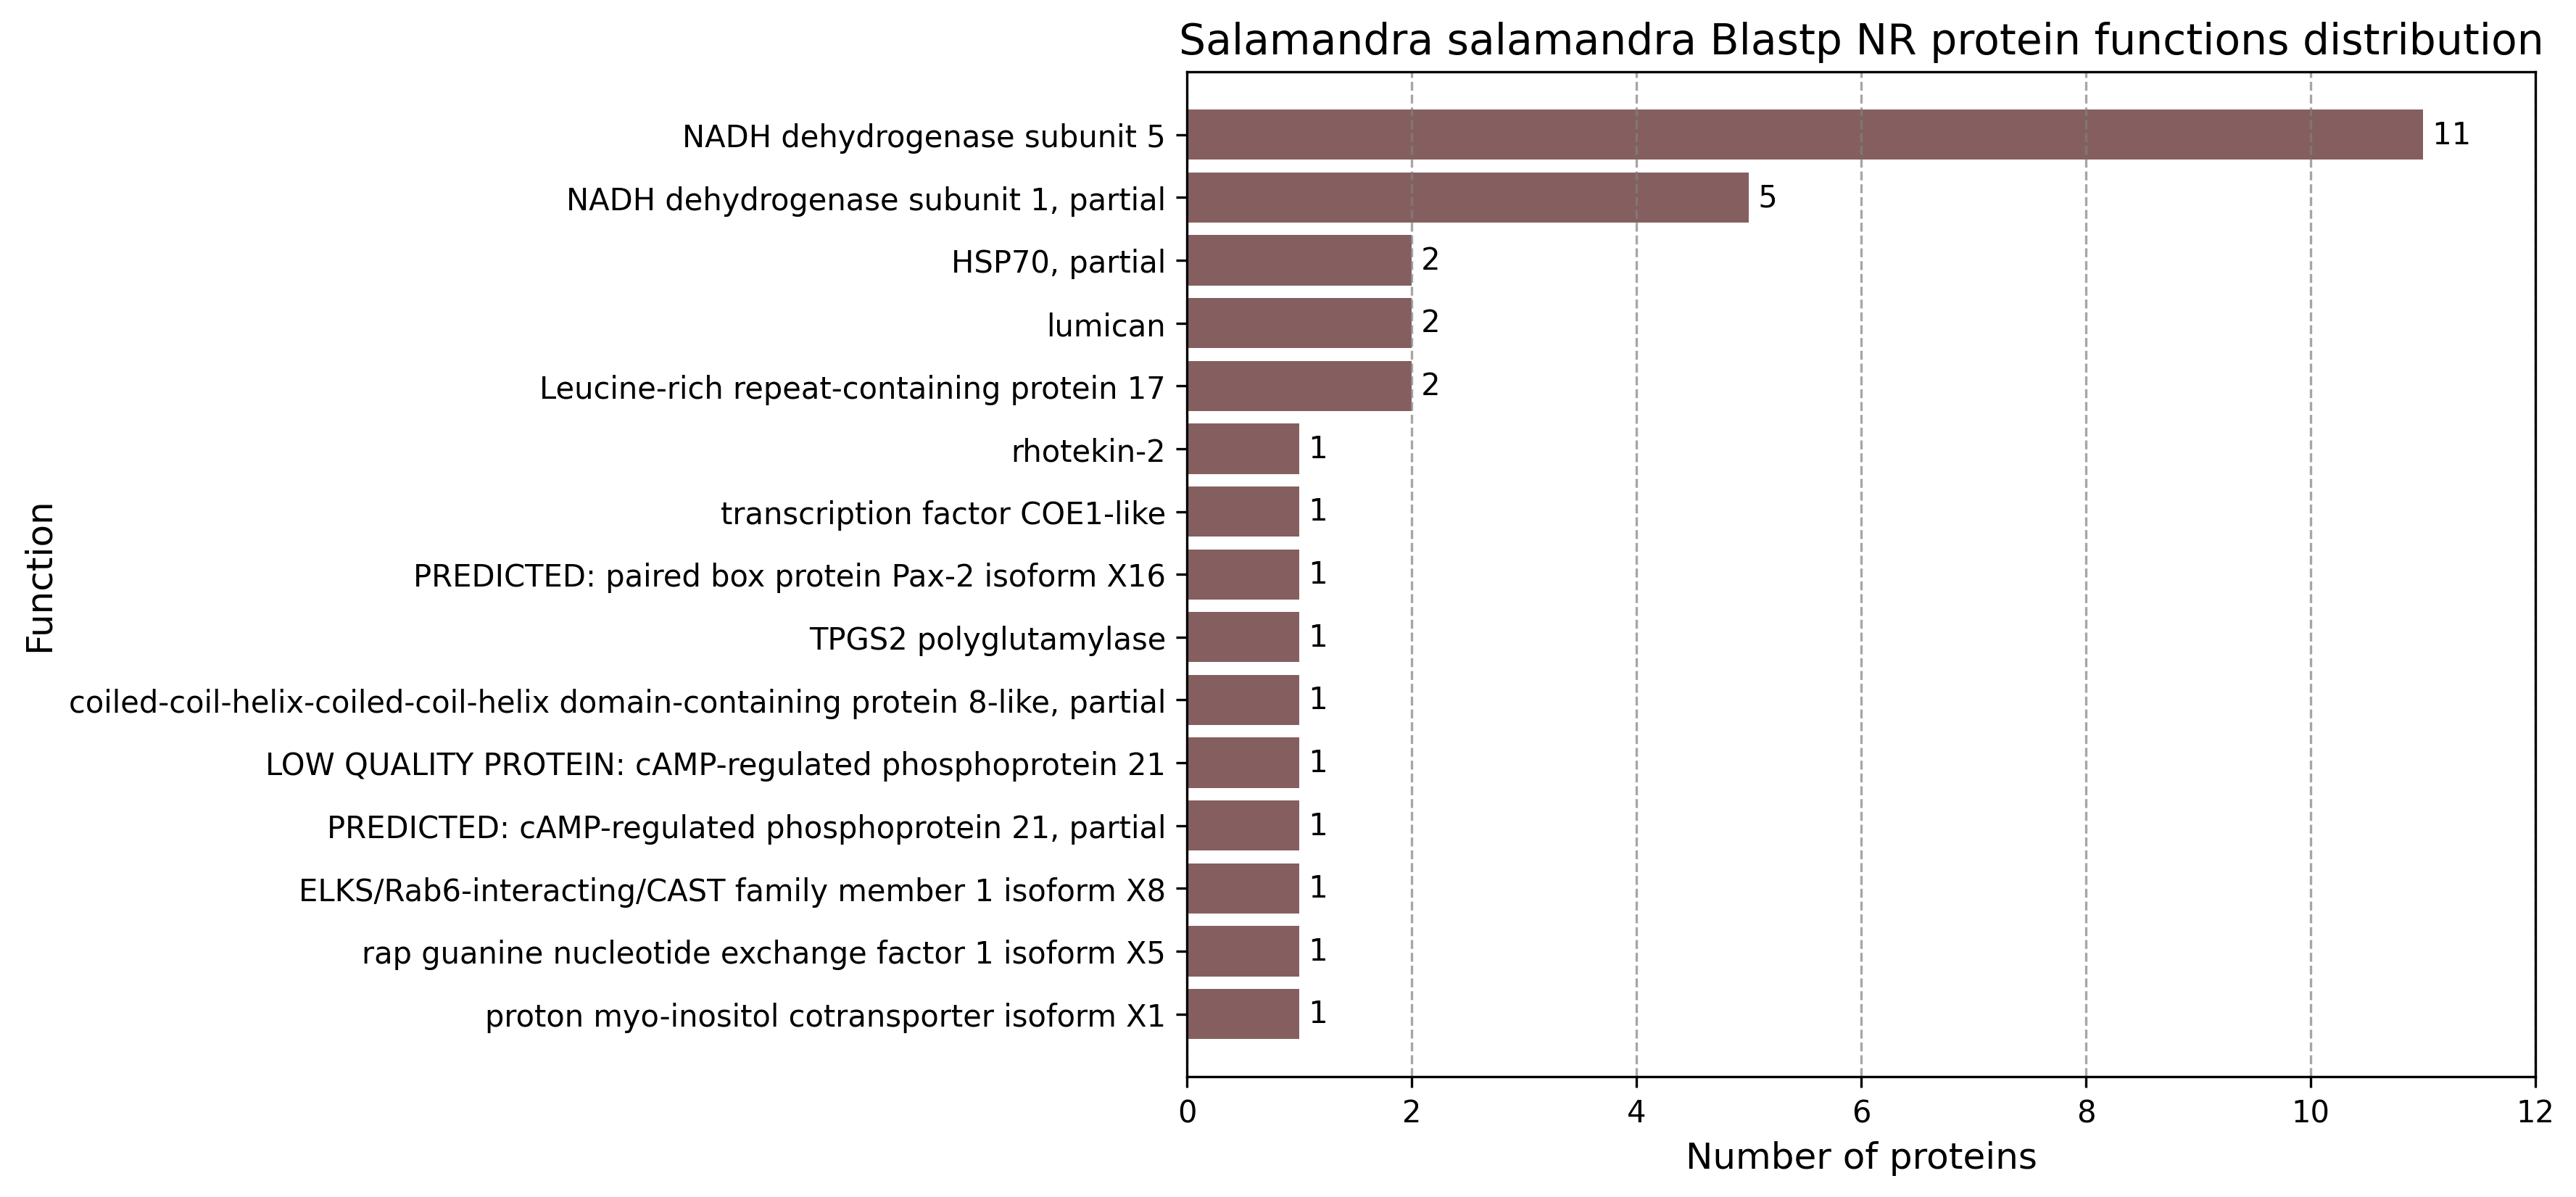 Salamandra salamandra Blastp NR protein functions distribution
NADH dehydrogenase subunit 5
11
NADH dehydrogenase subunit 1, partial
5
HSP70, partial
2
lumican
2
Leucine-rich repeat-containing protein 17
2
rhotekin-2
1
transcription factor COE1-like
1
PREDICTED: paired box protein Pax-2 isoform X16
1
TPGS2 polyglutamylase
1
coiled-coil-helix-coiled-coil-helix domain-containing protein 8-like, partial
1
LOW QUALITY PROTEIN: cAMP-regulated phosphoprotein 21
1
PREDICTED: cAMP-regulated phosphoprotein 21, partial
1
ELKS/Rab6-interacting/CAST family member 1 isoform X8
1
rap guanine nucleotide exchange factor 1 isoform X5
1
proton myo-inositol cotransporter isoform X1
1
Function
0 2 4 6 8 10 12
Number of proteins